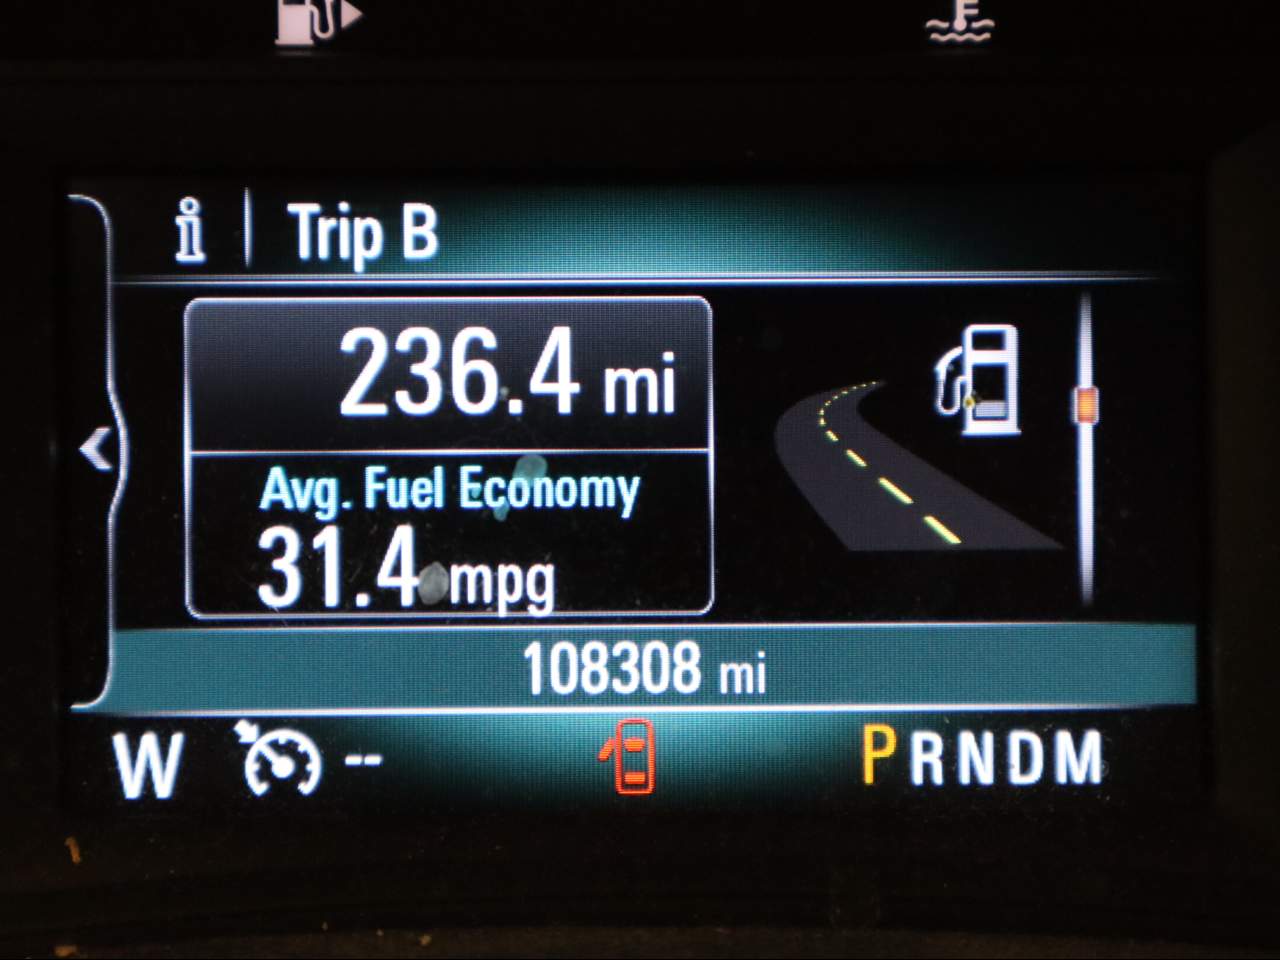 i Trip B
236.4 mi
Avg. Fuel Economy
31.4 mpg
108308 mi
W -- PRNDM